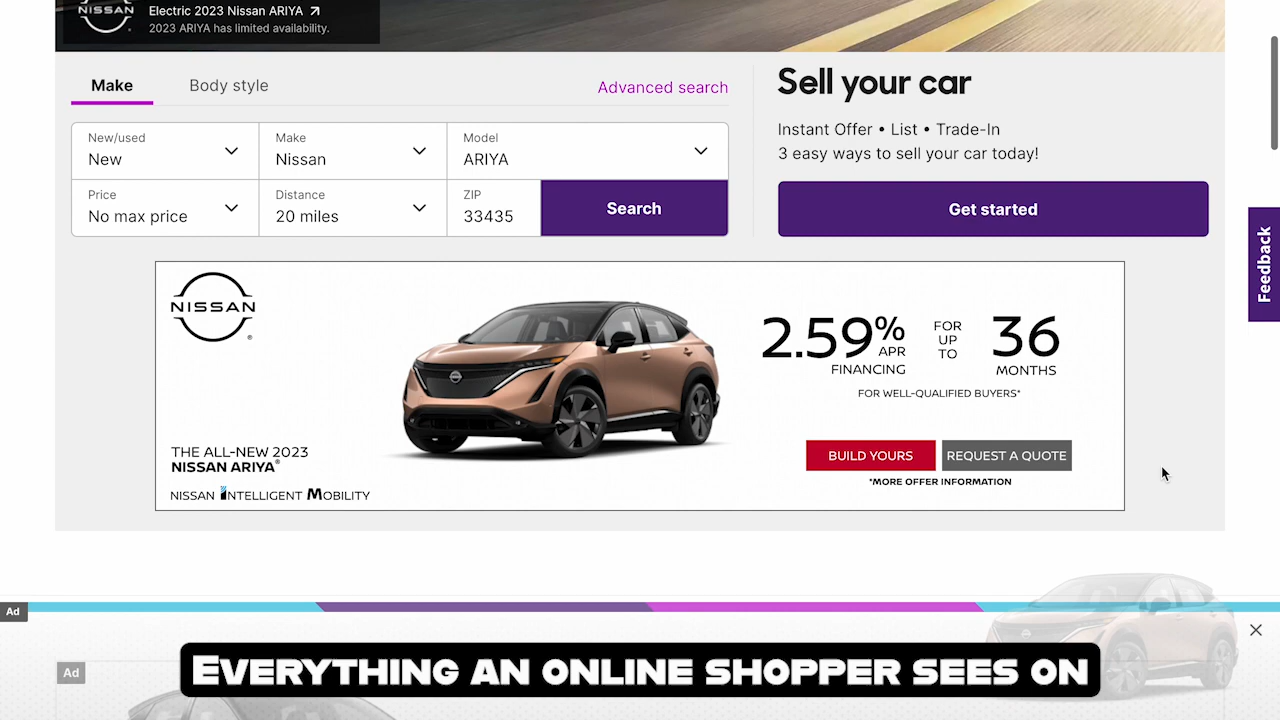 NISSAN
Electric 2023 Nissan ARIYA
2023 ARIYA has limited availability.
Make
Body style
Advanced search
New/used
New
Make
Nissan
Model
ARIYA
Price
No max price
Distance
20 miles
ZIP
33435
Search
Sell your car
Instant Offer • List • Trade-In
3 easy ways to sell your car today!
Get started
Feedback
NISSAN
®
THE ALL-NEW 2023
NISSAN ARIYA®
NISSAN INTELLIGENT MOBILITY
2.59%
APR
FINANCING
FOR
UP
TO
36
MONTHS
FOR WELL-QUALIFIED BUYERS*
BUILD YOURS
REQUEST A QUOTE
*MORE OFFER INFORMATION
Ad
Ad
EVERYTHING AN ONLINE SHOPPER SEES ON